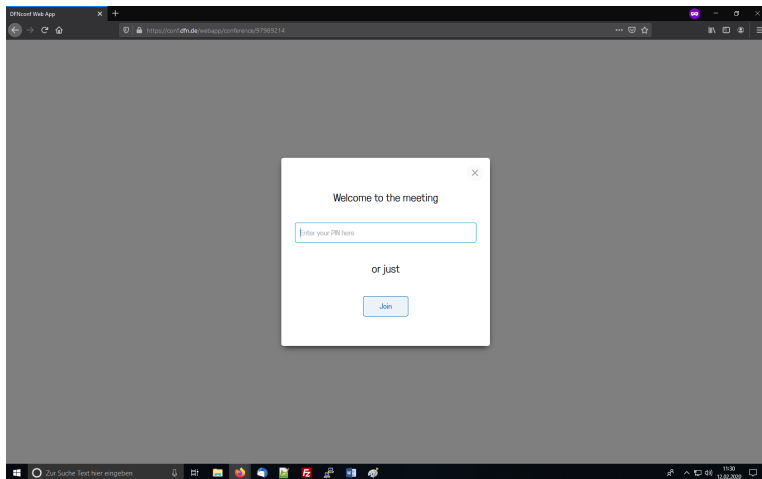 DFNconf Web App
https://conf.dfn.de/webapp/conference/97989214
Welcome to the meeting
Enter your PIN here
or just
Join
Zur Suche Text hier eingeben
11:30
12.02.2020